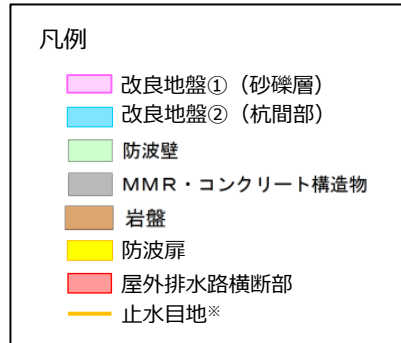 凡例
改良地盤①（砂礫層）
改良地盤②（杭間部）
防波壁
ＭＭＲ・コンクリート構造物
岩盤
防波扉
屋外排水路横断部
止水目地※